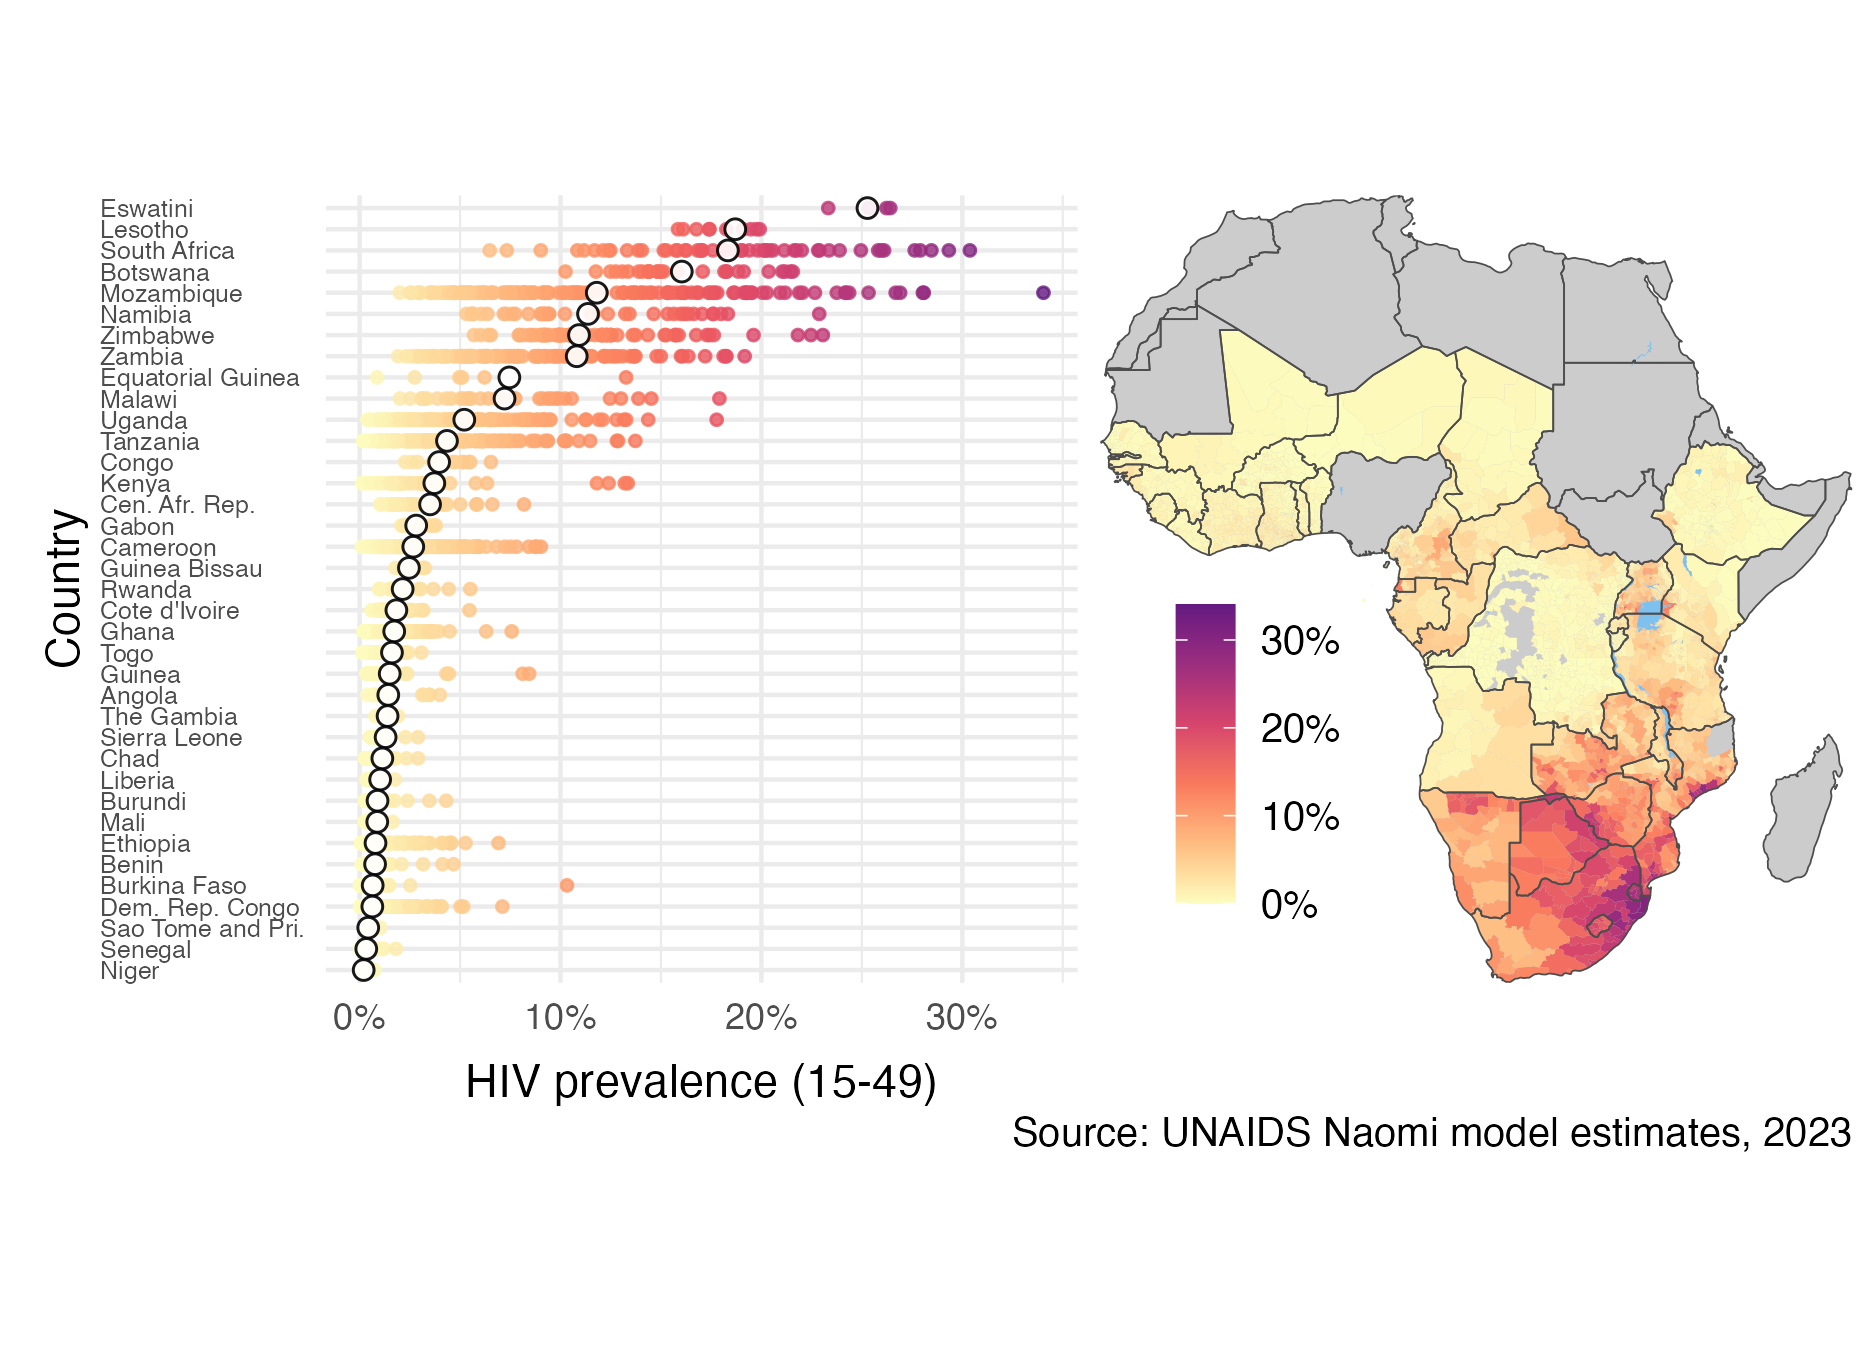 Country
Eswatini
Lesotho
South Africa
Botswana
Mozambique
Namibia
Zimbabwe
Zambia
Equatorial Guinea
Malawi
Uganda
Tanzania
Congo
Kenya
Cen. Afr. Rep.
Gabon
Cameroon
Guinea Bissau
Rwanda
Cote d'Ivoire
Ghana
Togo
Guinea
Angola
The Gambia
Sierra Leone
Chad
Liberia
Burundi
Mali
Ethiopia
Benin
Burkina Faso
Dem. Rep. Congo
Sao Tome and Pri.
Senegal
Niger
0% 10% 20% 30%
HIV prevalence (15-49)
30%
20%
10%
0%
Source: UNAIDS Naomi model estimates, 2023